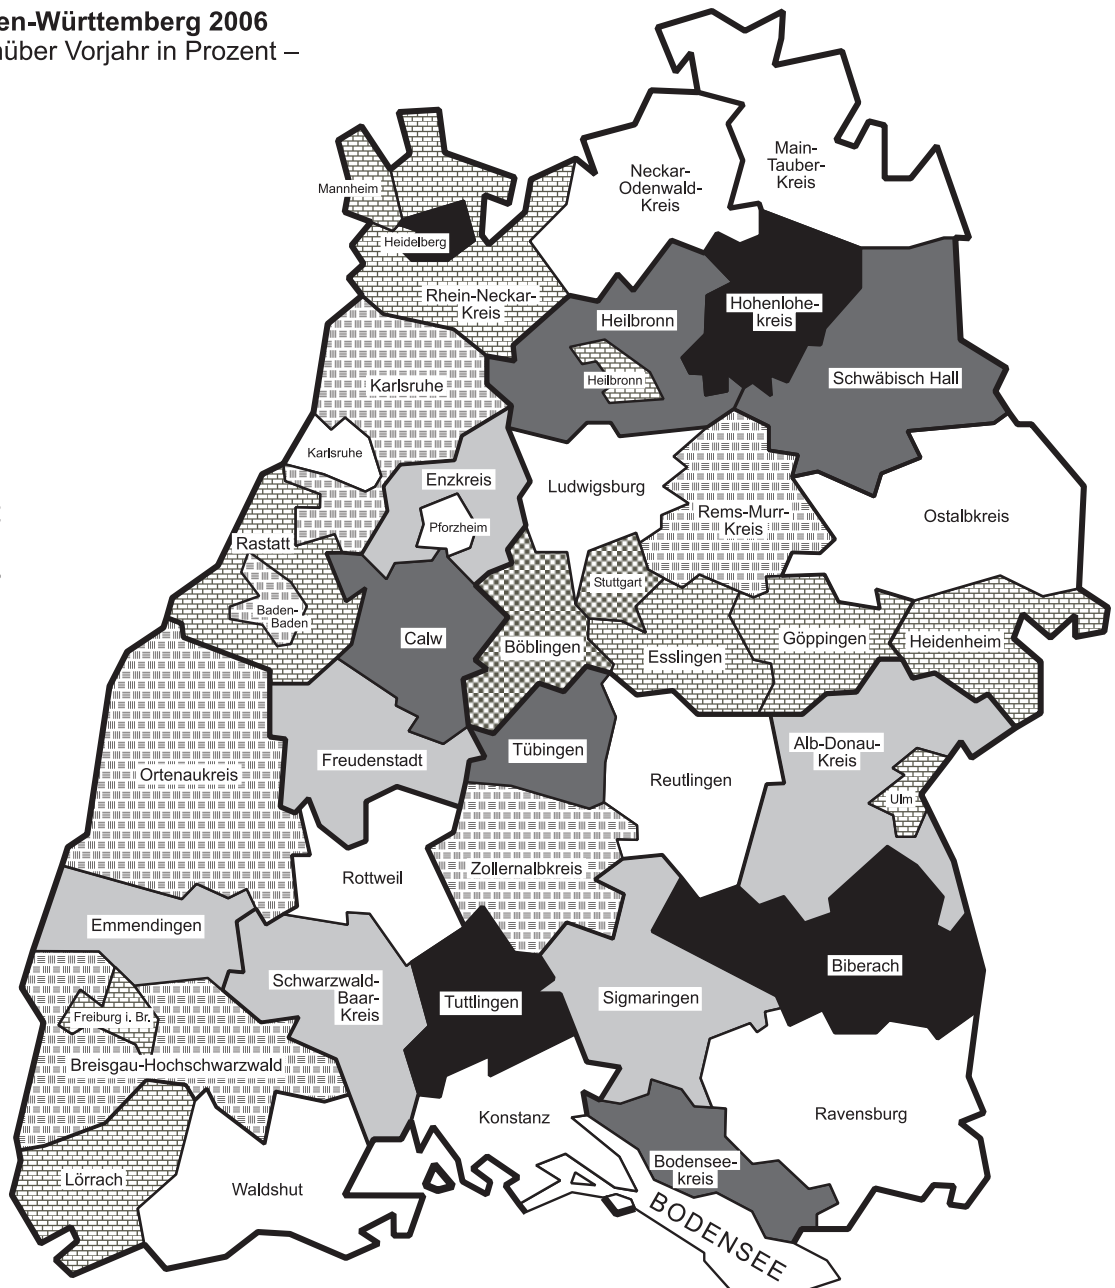 en-Württemberg 2006
über Vorjahr in Prozent –
Main-
Tauber-
Kreis
Neckar-
Odenwald-
Kreis
Mannheim
Heidelberg
Rhein-Neckar-
Kreis
Hohenlohe-
kreis
Heilbronn
Heilbronn
Schwäbisch Hall
Karlsruhe
Karlsruhe
Enzkreis
Pforzheim
Ludwigsburg
Rems-Murr-
Kreis
Ostalbkreis
Rastatt
Baden-
Baden
Stuttgart
Calw
Böblingen
Esslingen
Göppingen
Heidenheim
Freudenstadt
Tübingen
Reutlingen
Alb-Donau-
Kreis
Ulm
Ortenaukreis
Rottweil
Zollernalbkreis
Emmendingen
Schwarzwald-
Baar-
Kreis
Tuttlingen
Sigmaringen
Biberach
Freiburg i. Br.
Breisgau-Hochschwarzwald
Konstanz
Ravensburg
Bodensee-
kreis
Lörrach
Waldshut
BODENSEE